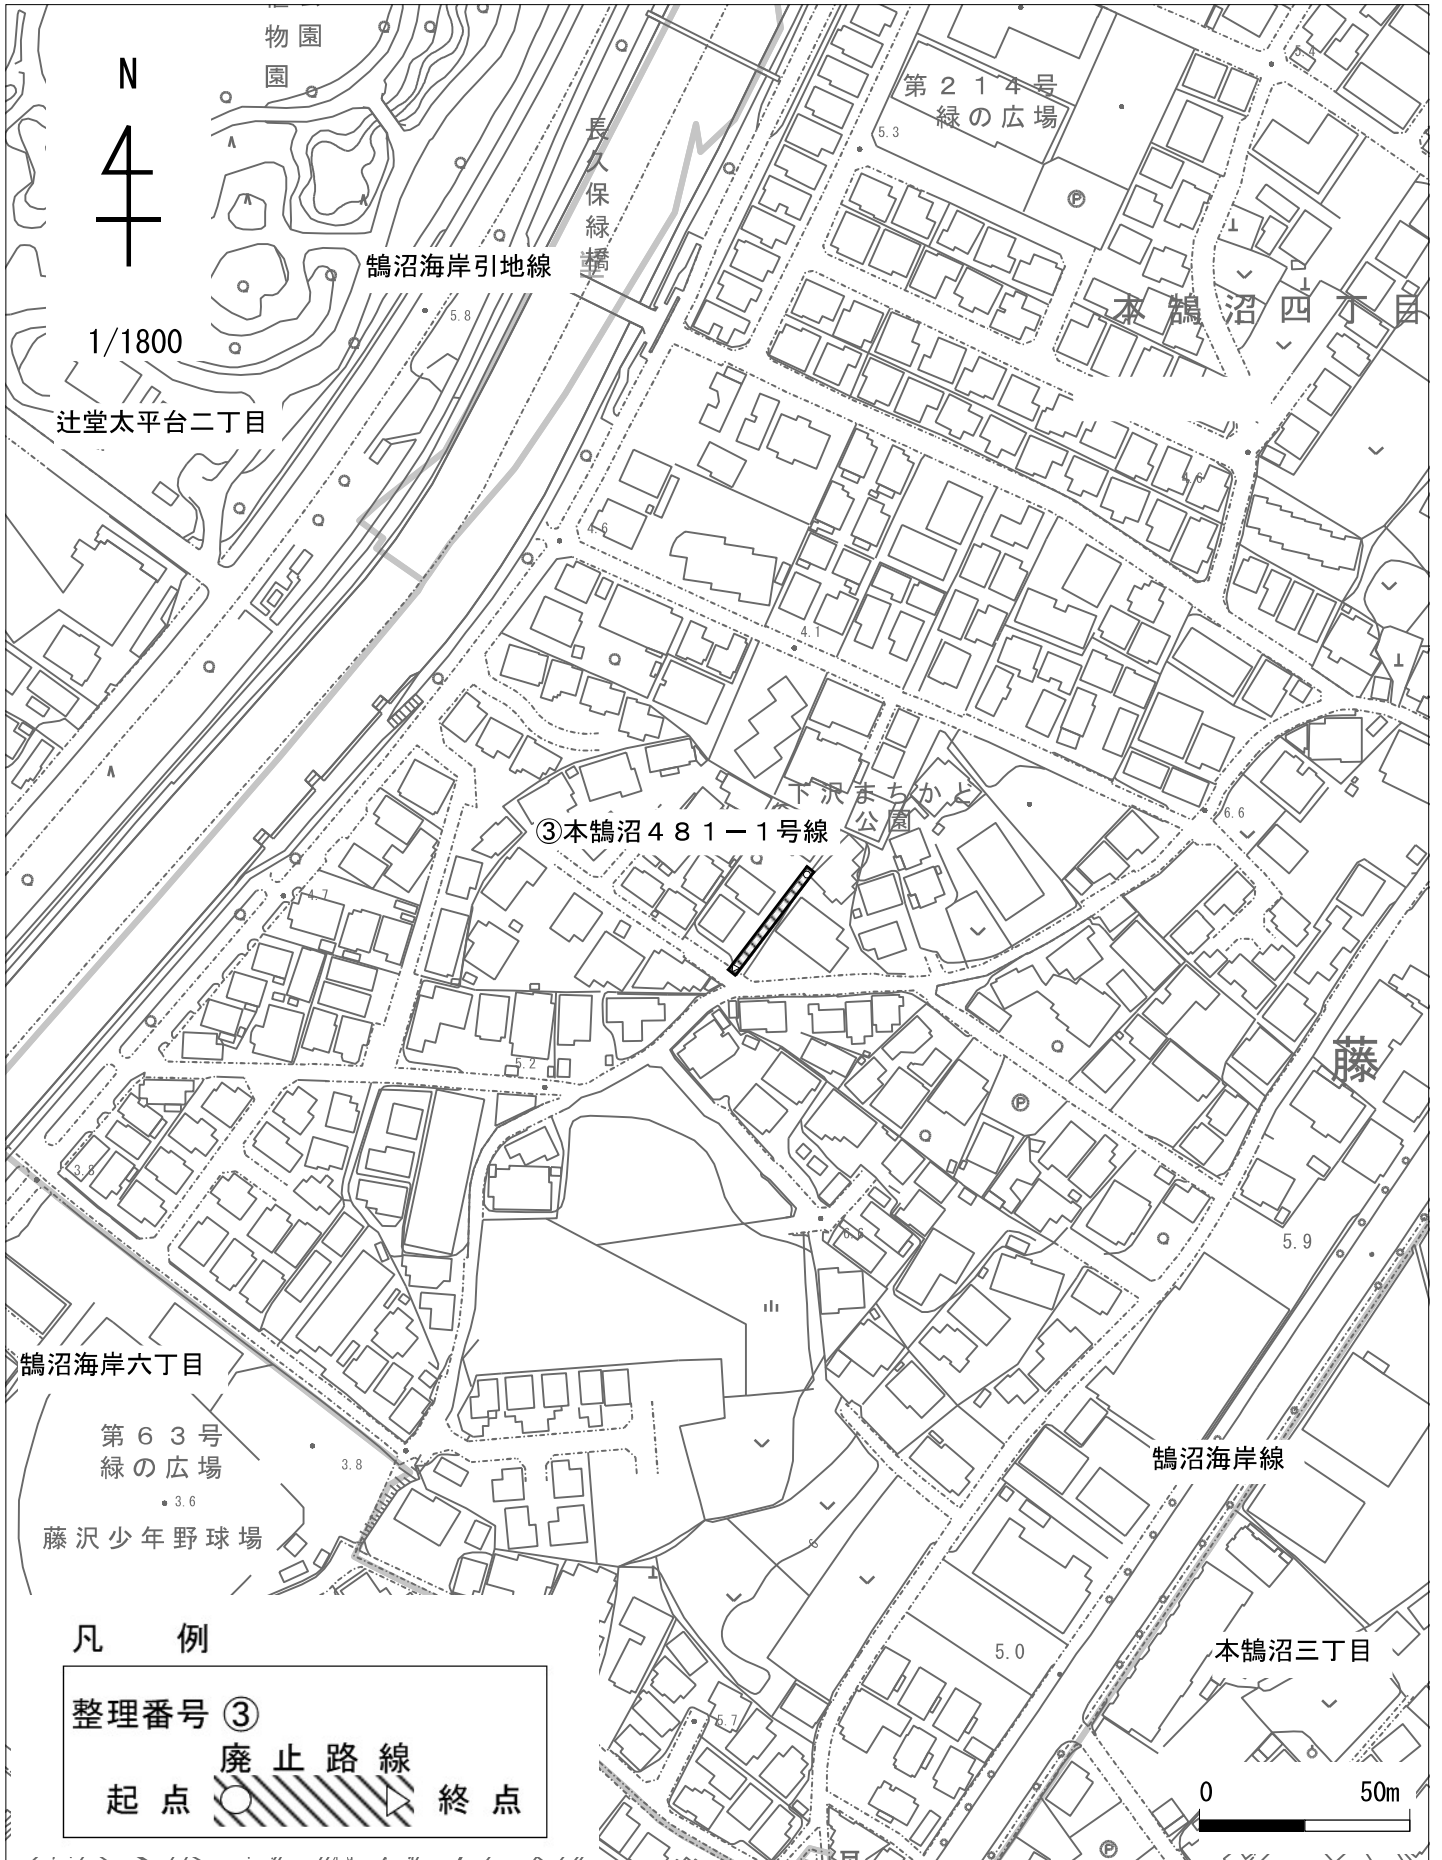 物園
園
N
1/1800
第２１４号
緑の広場
5.4
5.3
長久保緑橋
鵠沼海岸引地線
5.8
本鵠沼四丁目
辻堂太平台二丁目
4.6
4.6
4.1
下沢まちかど
公園
③本鵠沼４８１－１号線
6.6
4.7
藤
5.2
3.8
6.6
5.9
鵠沼海岸六丁目
第６３号
緑の広場
3.8
3.6
藤沢少年野球場
鵠沼海岸線
5.0
本鵠沼三丁目
5.7
凡　例
整理番号 ③
廃止路線
起点 終点
0 50m